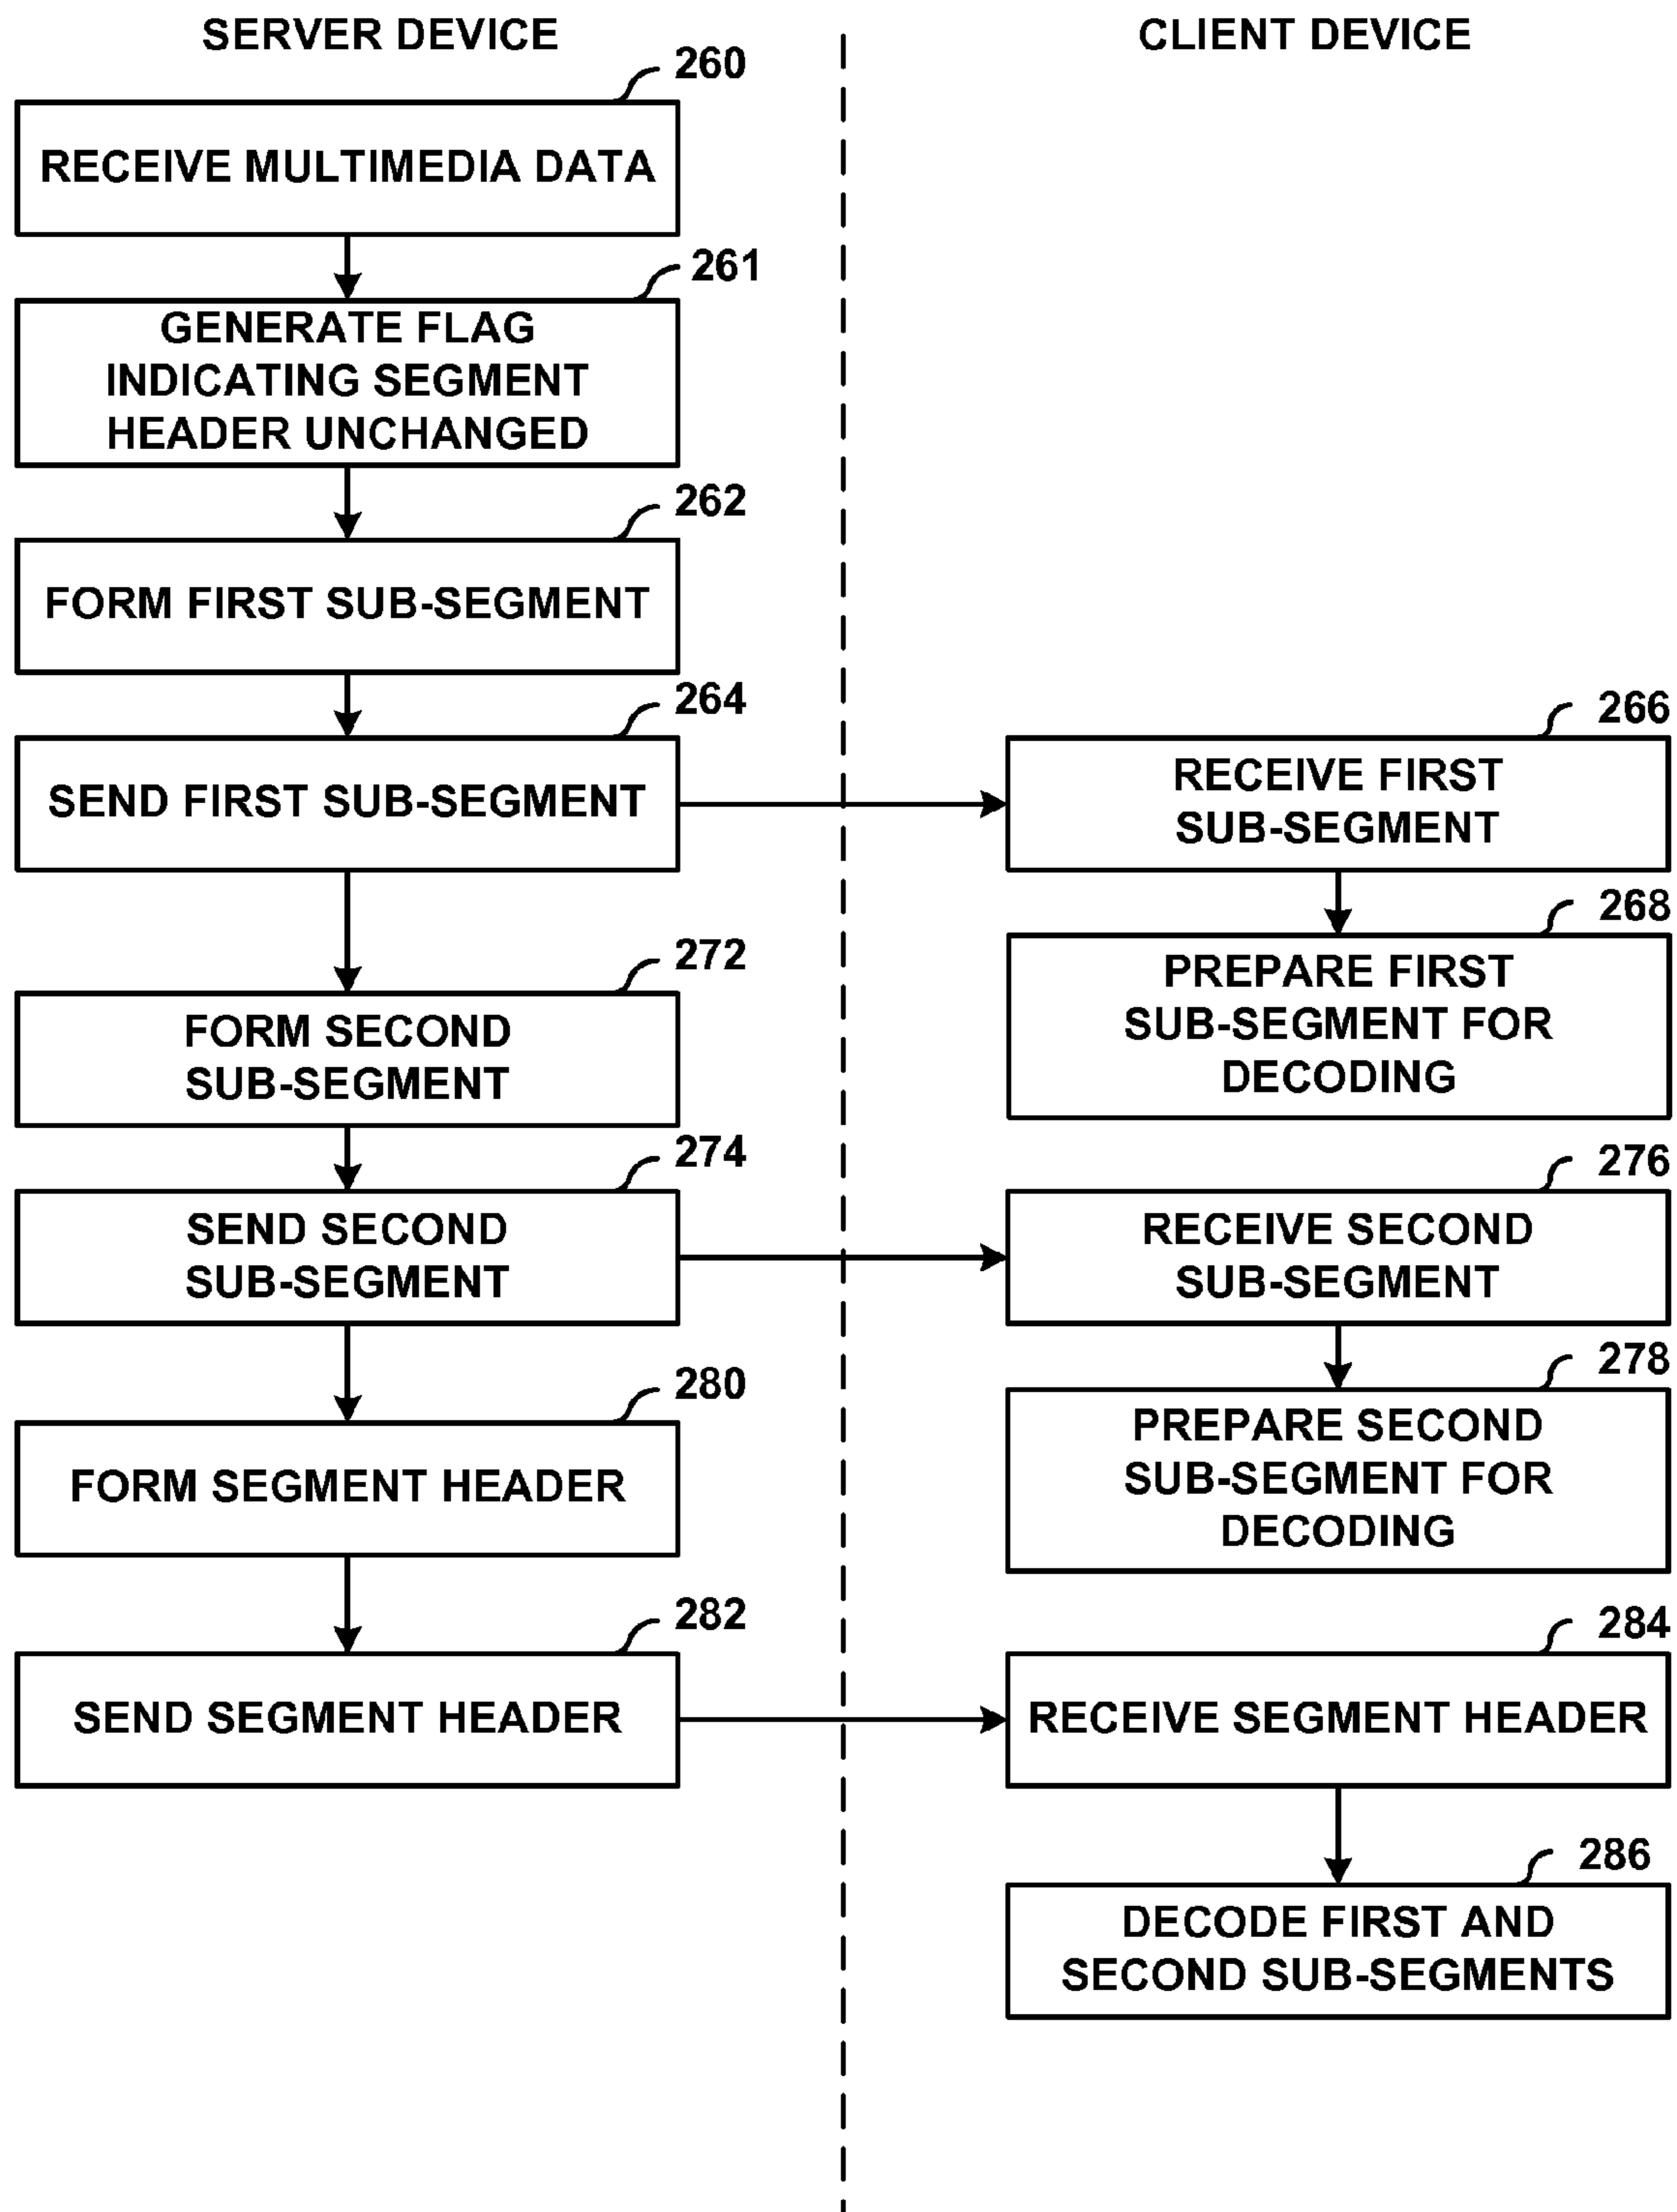 SERVER DEVICE
CLIENT DEVICE
260
RECEIVE MULTIMEDIA DATA
261
GENERATE FLAG
INDICATING SEGMENT
HEADER UNCHANGED
262
FORM FIRST SUB-SEGMENT
264
SEND FIRST SUB-SEGMENT
266
RECEIVE FIRST
SUB-SEGMENT
268
PREPARE FIRST
SUB-SEGMENT FOR
DECODING
272
FORM SECOND
SUB-SEGMENT
274
SEND SECOND
SUB-SEGMENT
276
RECEIVE SECOND
SUB-SEGMENT
278
PREPARE SECOND
SUB-SEGMENT FOR
DECODING
280
FORM SEGMENT HEADER
282
SEND SEGMENT HEADER
284
RECEIVE SEGMENT HEADER
286
DECODE FIRST AND
SECOND SUB-SEGMENTS